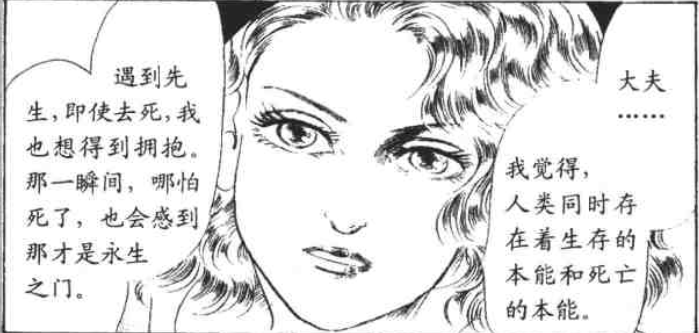 大夫
……
我觉得，
人类同时存
在着生存的
本能和死亡
的本能。
遇到先
生，即使去死，我
也想得到拥抱。
那一瞬间，哪怕
死了，也会感到
那才是永生
之门。